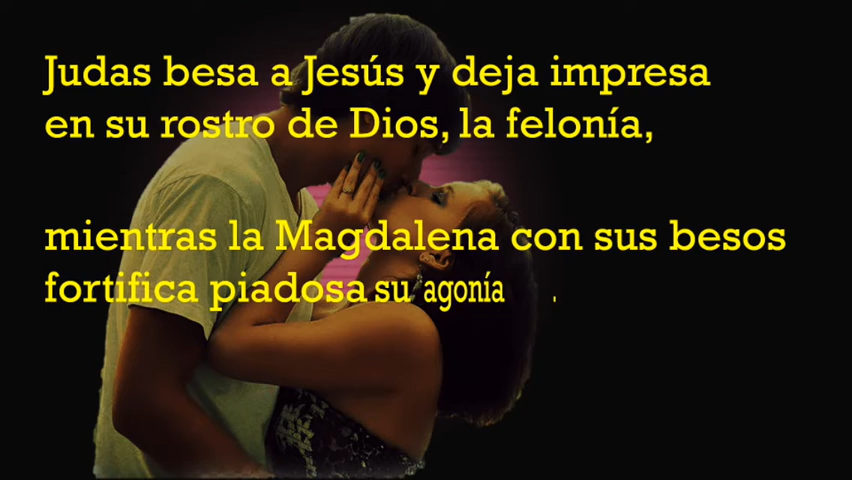 Judas besa a Jesús y deja impresa
en su rostro de Dios, la felonía,
mientras la Magdalena con sus besos
fortifica piadosa su agonía .